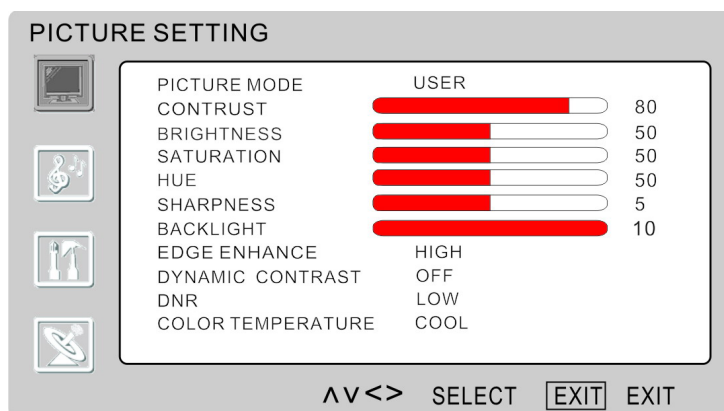 PICTURE SETTING
PICTURE MODE USER
CONTRUST 80
BRIGHTNESS 50
SATURATION 50
HUE 50
SHARPNESS 5
BACKLIGHT 10
EDGE ENHANCE HIGH
DYNAMIC CONTRAST OFF
DNR LOW
COLOR TEMPERATURE COOL
∧∨<> SELECT EXIT EXIT